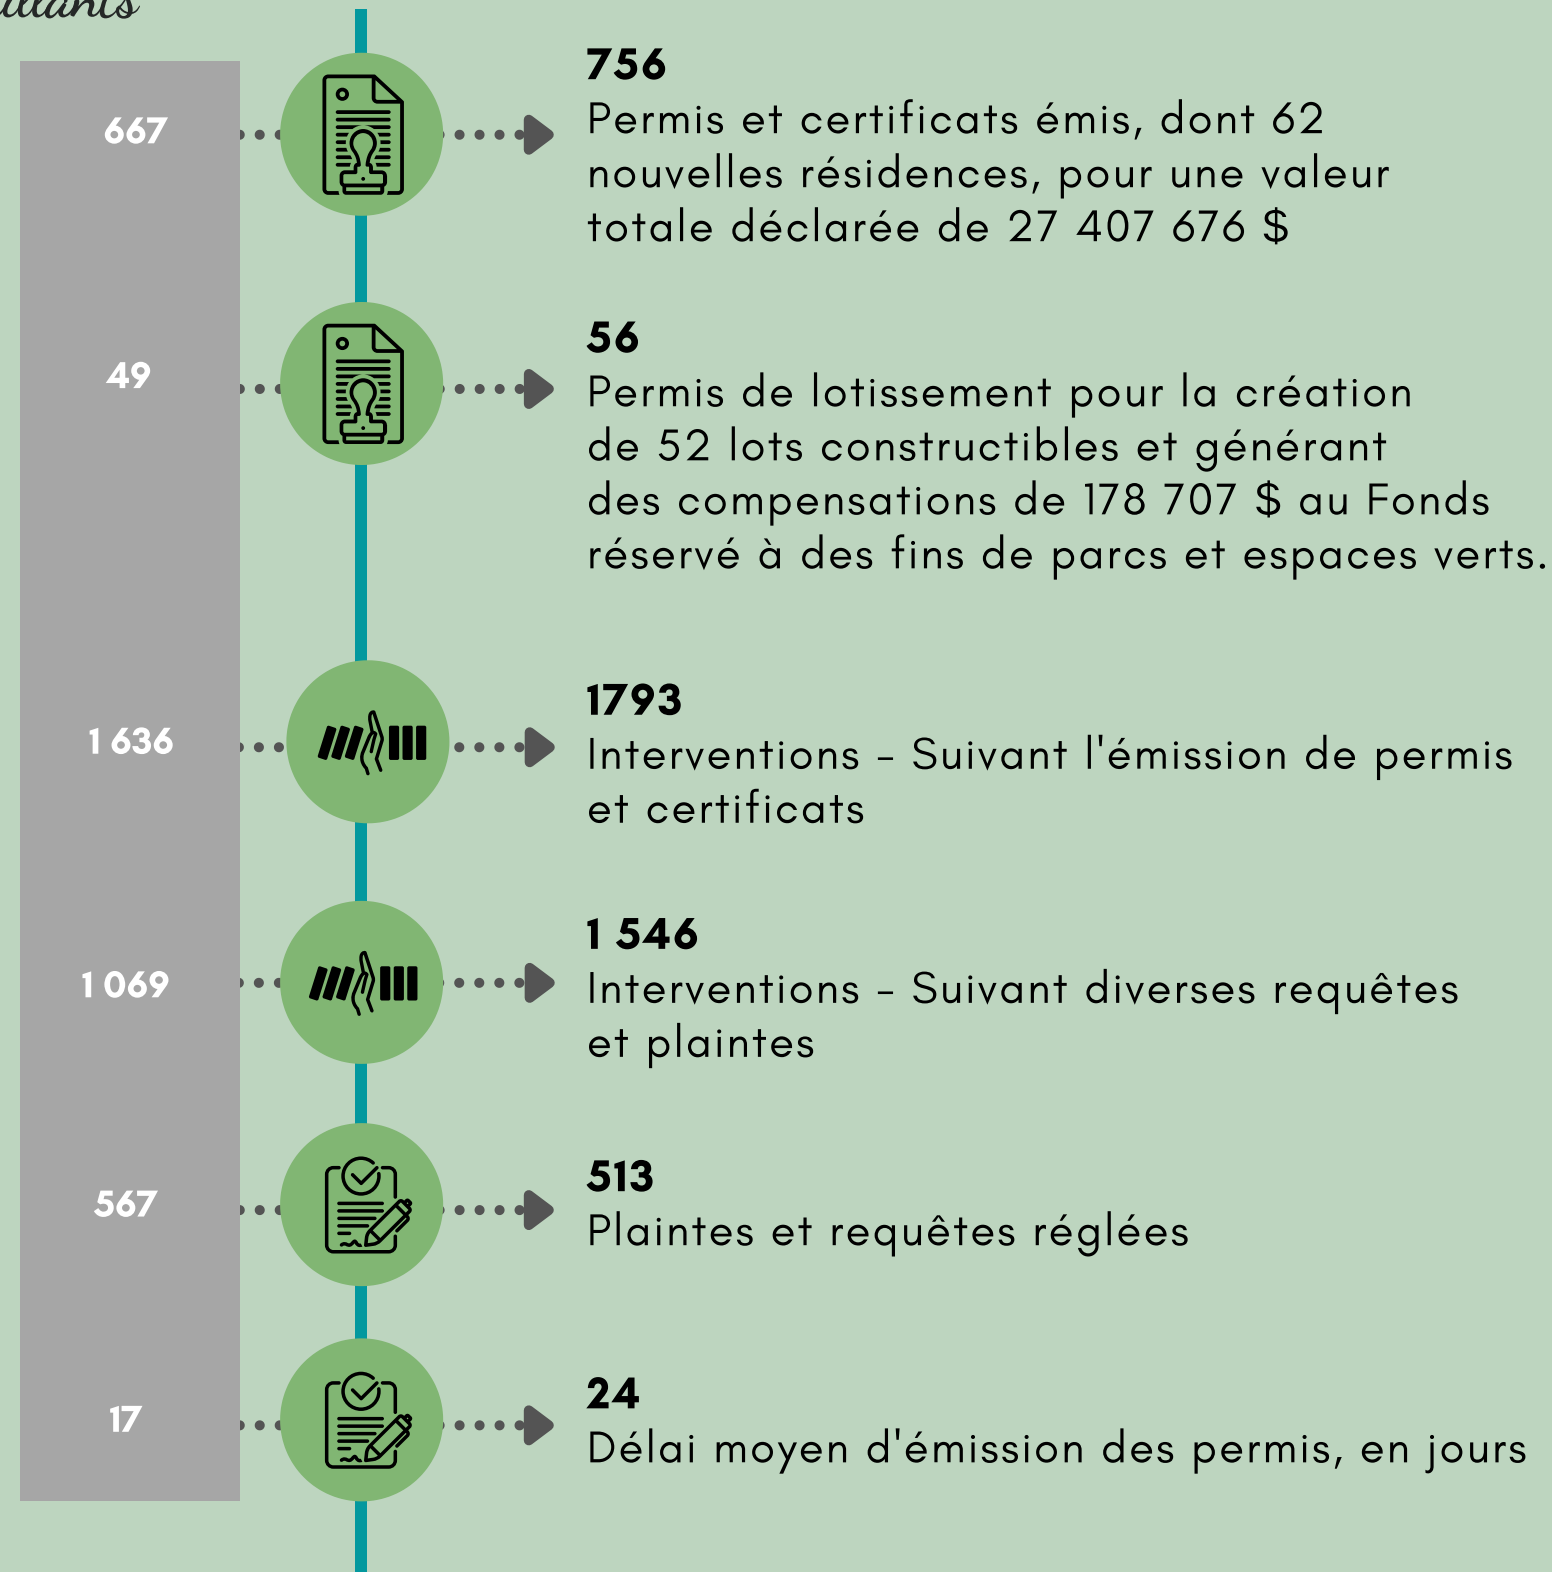 667
756
Permis et certificats émis, dont 62
nouvelles résidences, pour une valeur
totale déclarée de 27 407 676 $
49
56
Permis de lotissement pour la création
de 52 lots constructibles et générant
des compensations de 178 707 $ au Fonds
réservé à des fins de parcs et espaces verts.
1 636
1793
Interventions - Suivant l'émission de permis
et certificats
1 069
1 546
Interventions - Suivant diverses requêtes
et plaintes
567
513
Plaintes et requêtes réglées
17
24
Délai moyen d'émission des permis, en jours